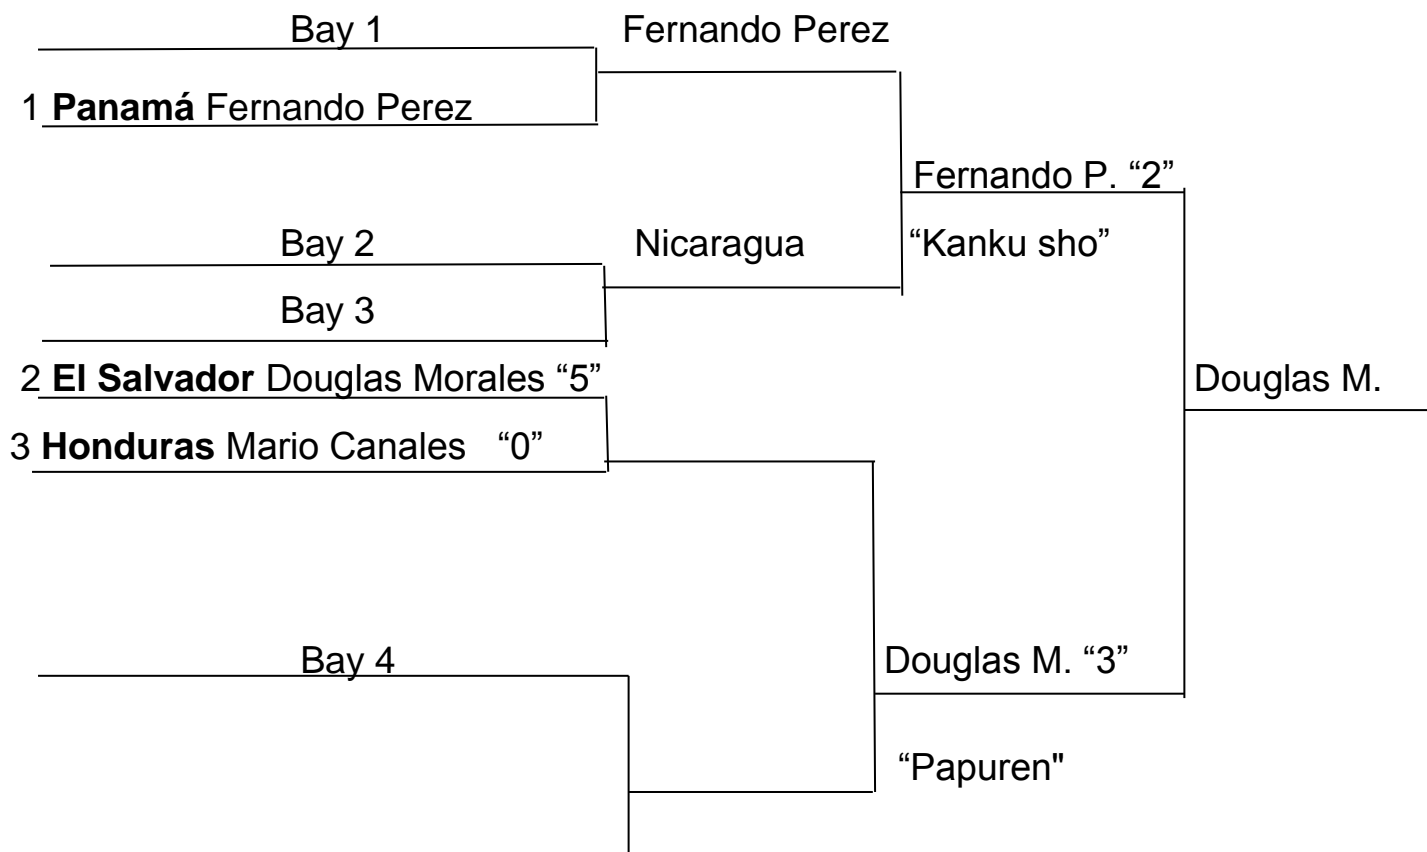 Bay 1
Fernando Perez
1 Panamá Fernando Perez
Fernando P. “2”
Bay 2
Nicaragua
“Kanku sho”
Bay 3
2 El Salvador Douglas Morales “5”
Douglas M.
3 Honduras Mario Canales “0”
Bay 4
Douglas M. “3”
“Papuren"